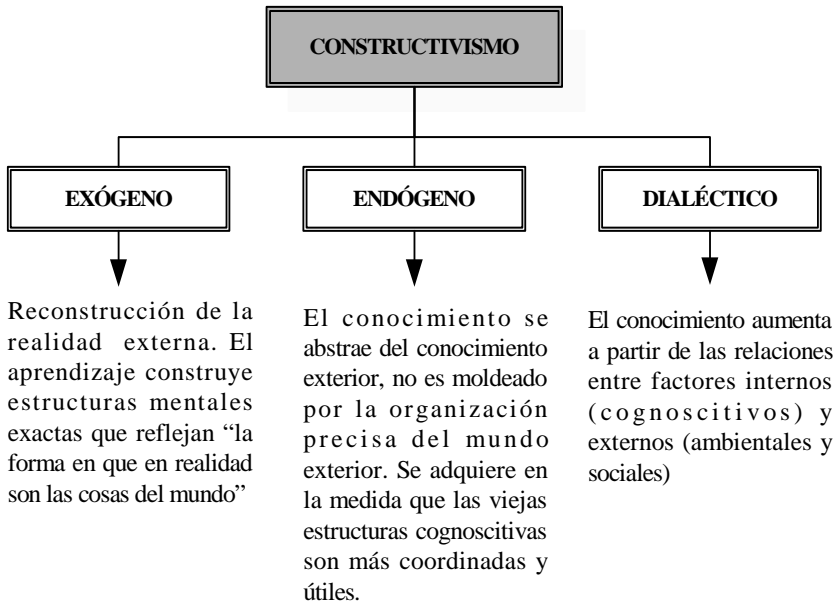 CONSTRUCTIVISMO
EXÓGENO
ENDÓGENO
DIALÉCTICO
Reconstrucción de la
realidad externa. El
aprendizaje construye
estructuras mentales
exactas que reflejan “la
forma en que en realidad
son las cosas del mundo”
El conocimiento se
abstrae del conocimiento
exterior, no es moldeado
por la organización
precisa del mundo
exterior. Se adquiere en
la medida que las viejas
estructuras cognoscitivas
son más coordinadas y
útiles.
El conocimiento aumenta
a partir de las relaciones
entre factores internos
(cognoscitivos) y
externos (ambientales y
sociales)